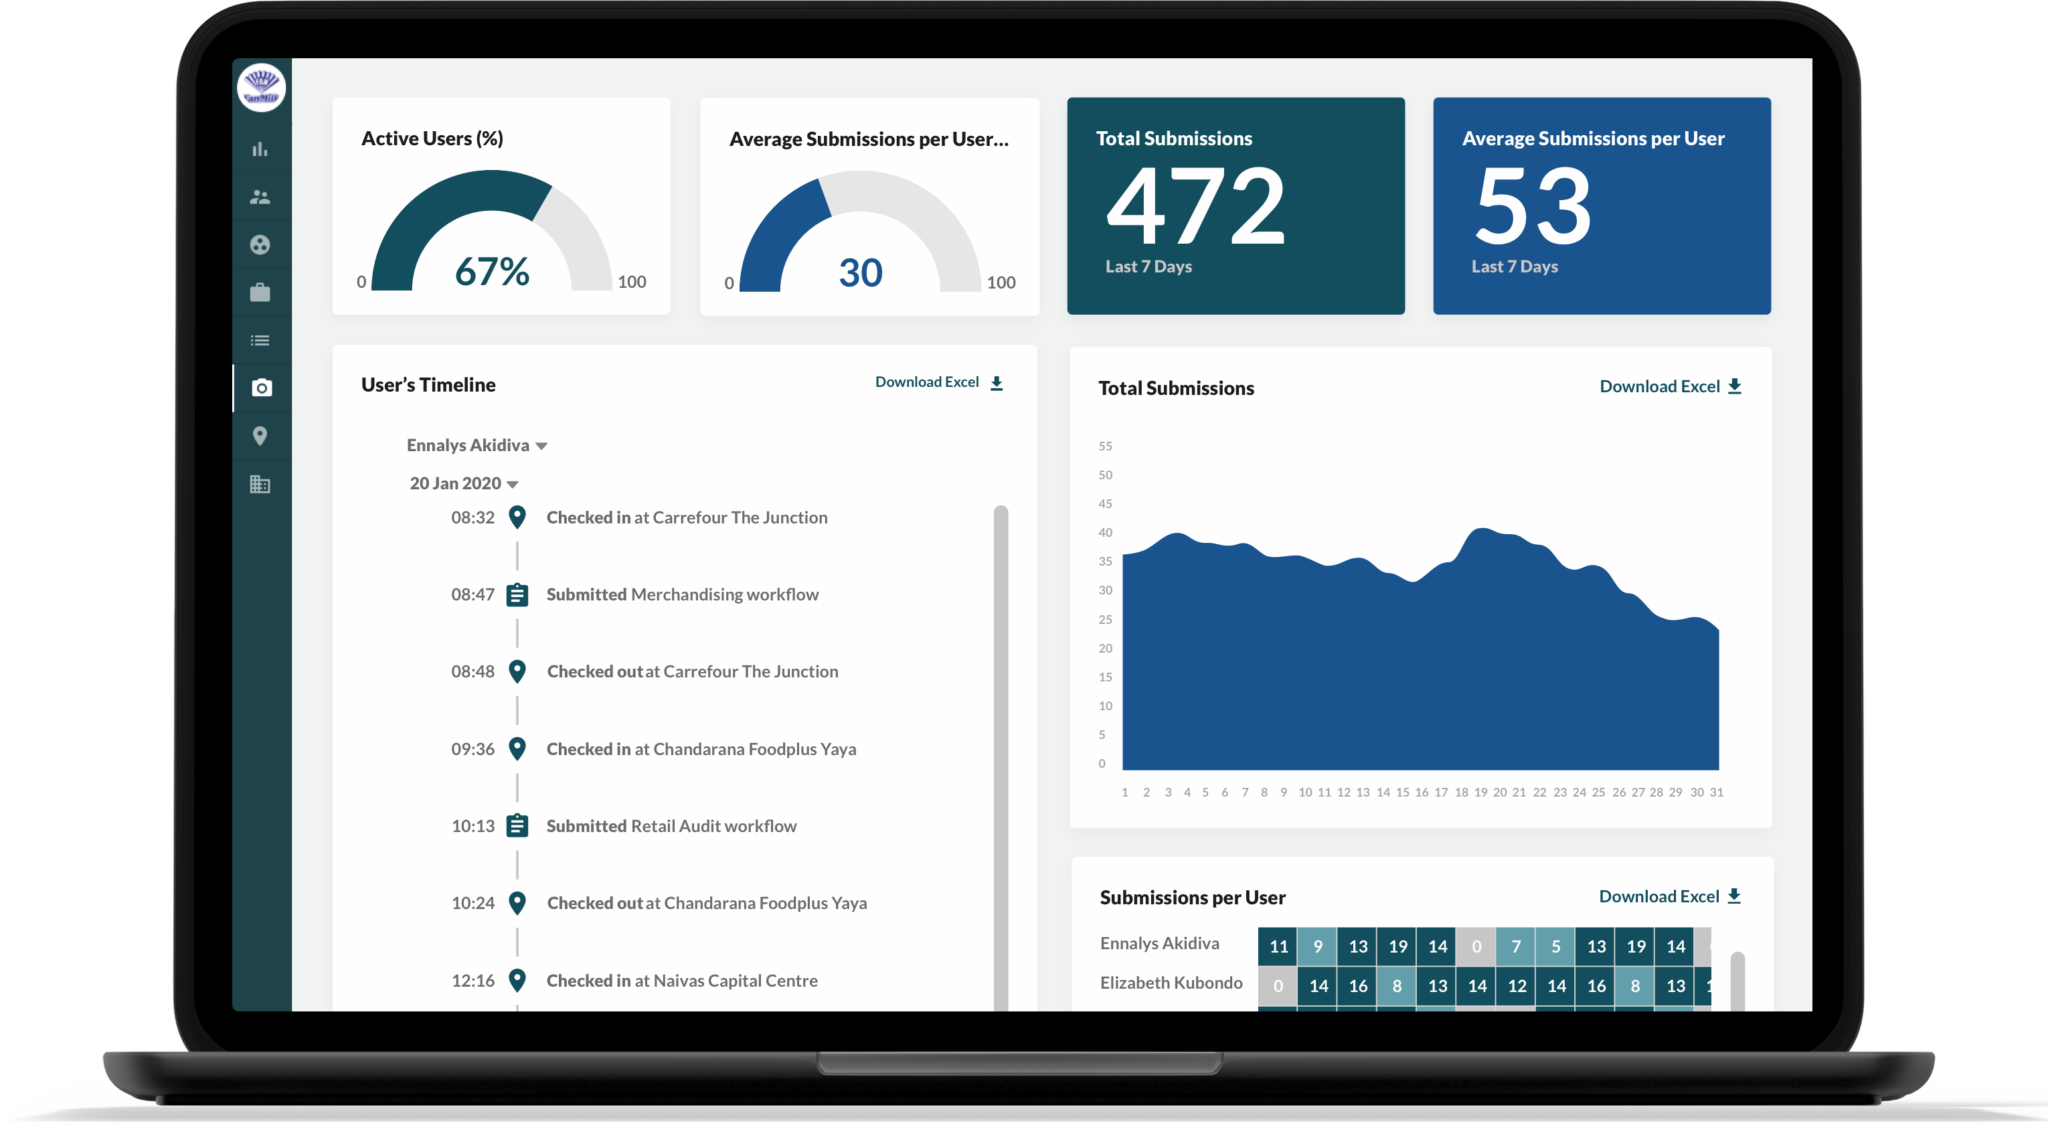 Active Users (%)
0
67%
100
Average Submissions per User...
0
30
100
Total Submissions
472
Last 7 Days
Average Submissions per User
53
Last 7 Days
User's Timeline
Download Excel
Ennalys Akidiva
20 Jan 2020
08:32 Checked in at Carrefour The Junction
08:47 Submitted Merchandising workflow
08:48 Checked out at Carrefour The Junction
09:36 Checked in at Chandarana Foodplus Yaya
10:13 Submitted Retail Audit workflow
10:24 Checked out at Chandarana Foodplus Yaya
12:16 Checked in at Naivas Capital Centre
Total Submissions
Download Excel
55
50
45
40
35
30
25
20
15
10
5
0
1 2 3 4 5 6 7 8 9 10 11 12 13 14 15 16 17 18 19 20 21 22 23 24 25 26 27 28 29 30 31
Submissions per User
Download Excel
Ennalys Akidiva 11 9 13 19 14 0 7 5 13 19 14
Elizabeth Kubondo 0 14 16 8 13 14 12 14 16 8 13